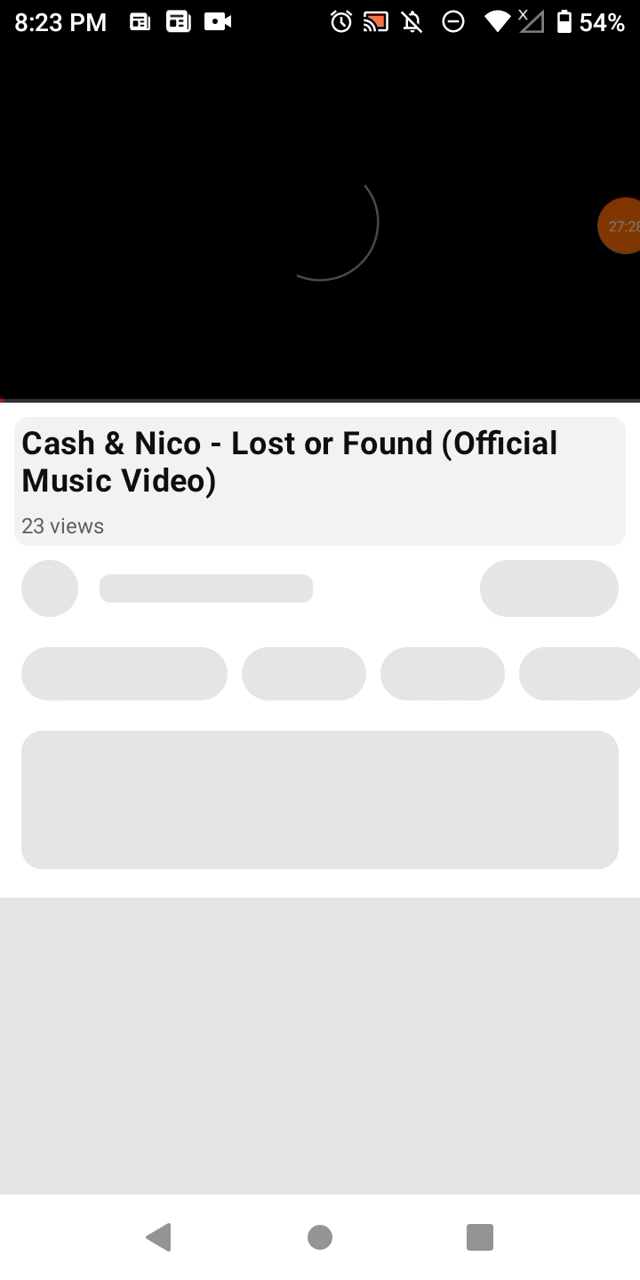 8:23 PM
54%
27:28
Cash & Nico - Lost or Found (Official
Music Video)
23 views